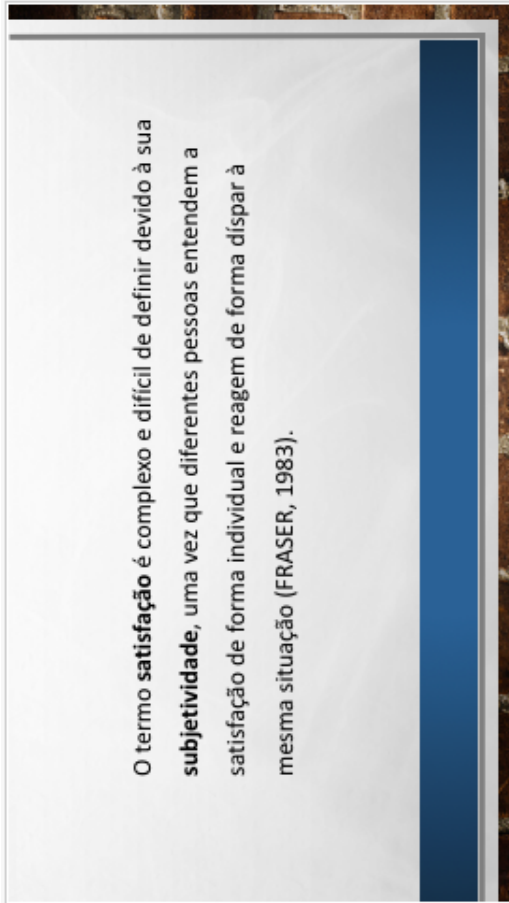 O termo satisfação é complexo e difícil de definir devido à sua
subjetividade, uma vez que diferentes pessoas entendem a
satisfação de forma individual e reagem de forma díspar à
mesma situação (FRASER, 1983).